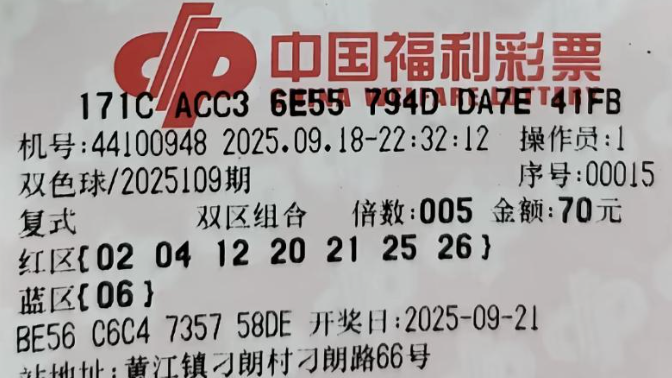 中国福利彩票
CHINA WELFARE LOTTERY
171C ACC3 6E55 794D DA7E 41FB
机号:44100948 2025.09.18-22:32:12 操作员:1
双色球/2025109期 序号:00015
复式 双区组合 倍数:005 金额:70元
红区{02 04 12 20 21 25 26}
蓝区{06}
BE56 C6C4 7357 58DE 开奖日:2025-09-21
站地址:黄江镇刁朗村刁朗路66号